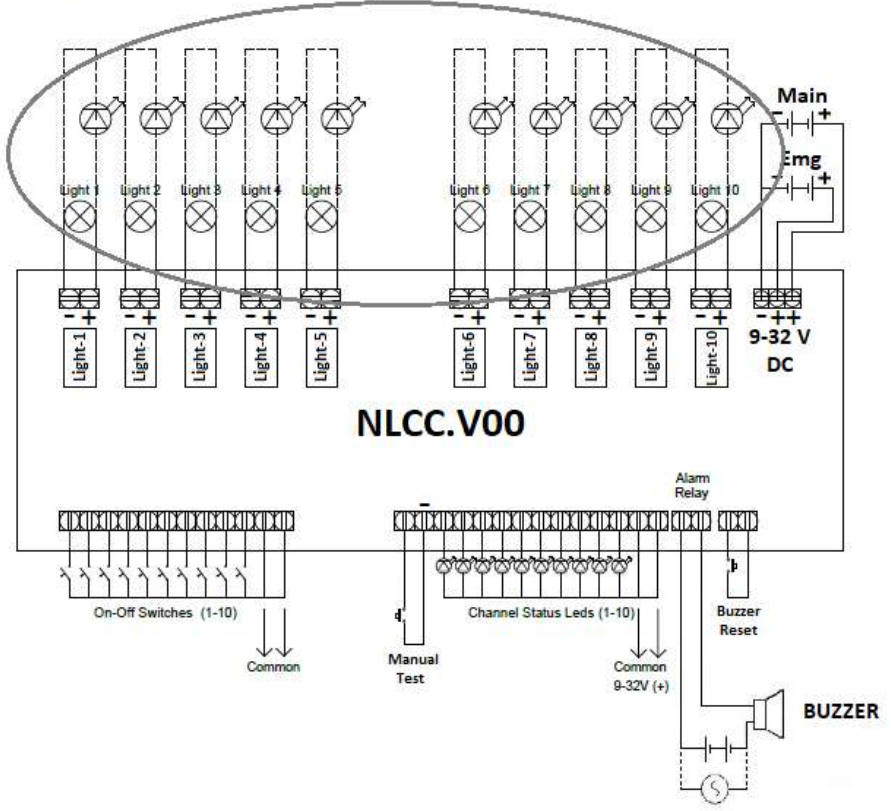 Main
- +
Emg
- +
Light 1 Light 2 Light 3 Light 4 Light 5 Light 6 Light 7 Light 8 Light 9 Light 10
- + - + - + - + - + - + - + - + - + - + - ++
Light-1 Light-2 Light-3 Light-4 Light-5 Light-6 Light-7 Light-8 Light-9 Light-10
9-32 V
DC
NLCC.V00
Alarm
Relay
-
On-Off Switches (1-10)
Common
Manual
Test
Channel Status Leds (1-10)
Common
9-32V (+)
Buzzer
Reset
BUZZER
S